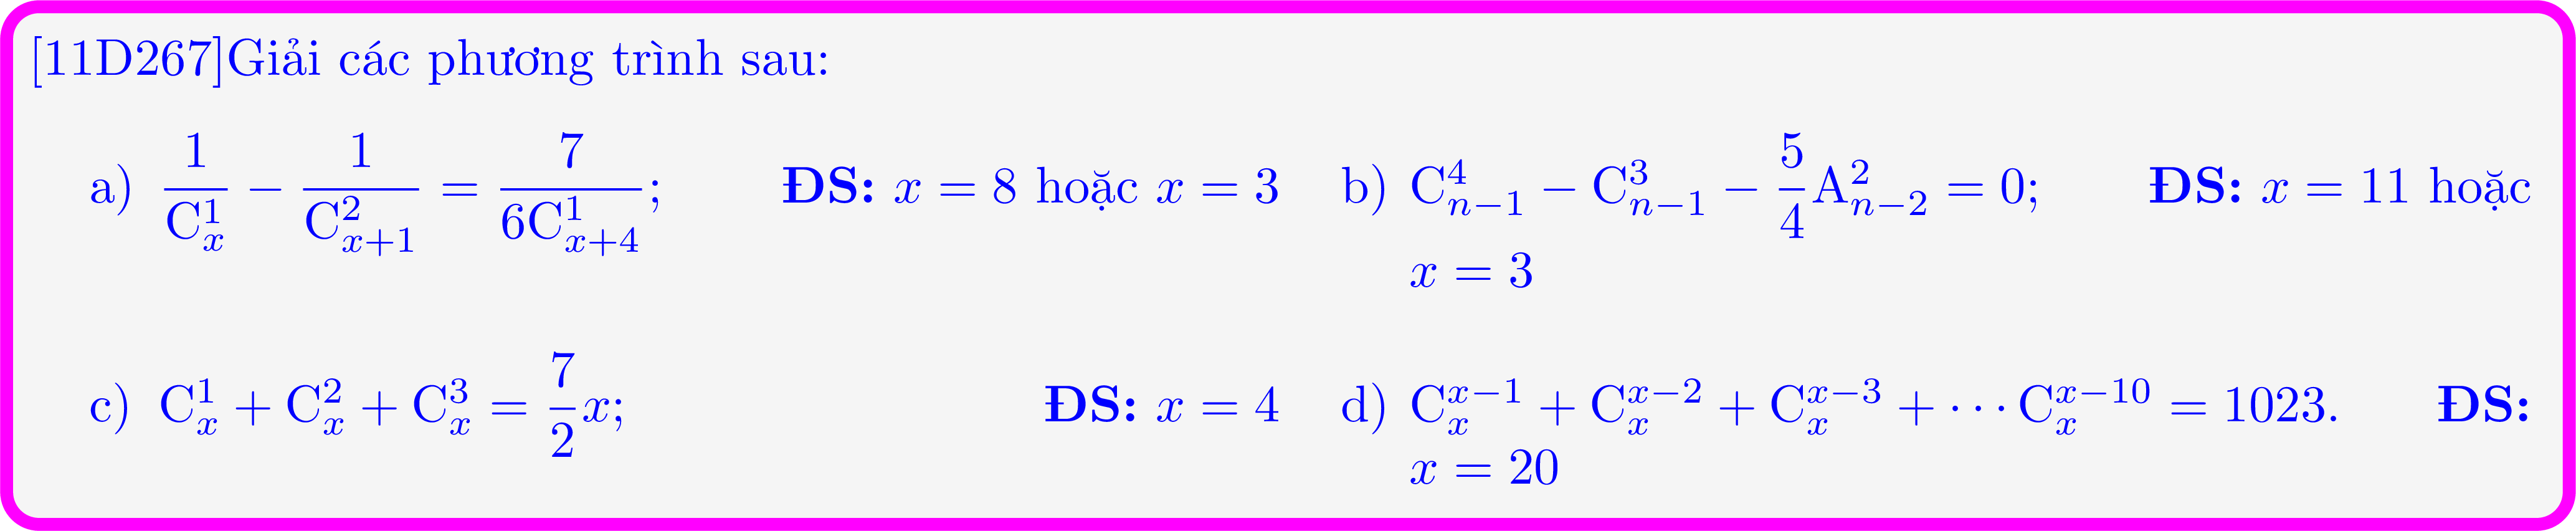 [11D267]Giải các phương trình sau:
a) $\frac{1}{C_x^1} - \frac{1}{C_{x+1}^2} = \frac{7}{6C_{x+4}^1}$; ĐS: $x = 8$ hoặc $x = 3$
b) $C_{n-1}^4 - C_{n-1}^3 - \frac{5}{4}A_{n-2}^2 = 0$; ĐS: $x = 11$ hoặc
$x = 3$
c) $C_x^1 + C_x^2 + C_x^3 = \frac{7}{2}x$; ĐS: $x = 4$
d) $C_x^{x-1} + C_x^{x-2} + C_x^{x-3} + \cdots C_x^{x-10} = 1023$. ĐS:
$x = 20$